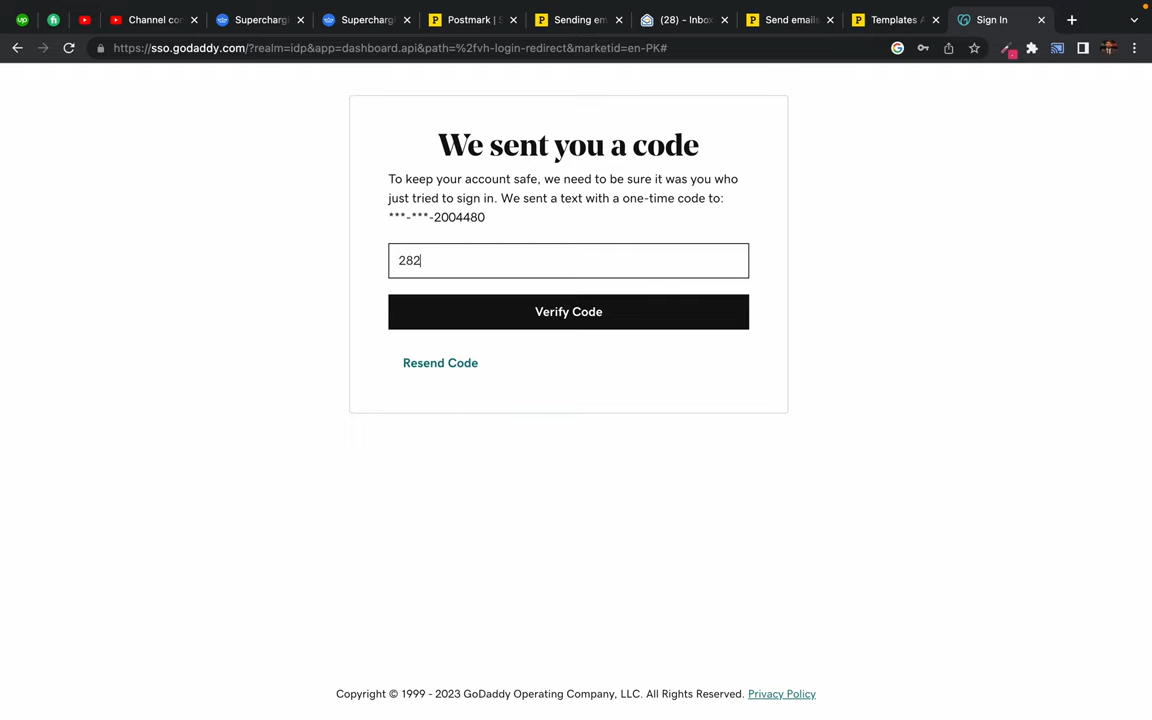 Channel co
Supercharg
Supercharg
Postmark | S
Sending em
(28) - Inbox
Send emails
Templates A
Sign In
https://sso.godaddy.com/?realm=idp&app=dashboard.api&path=%2fvh-login-redirect&marketid=en-PK#
We sent you a code
To keep your account safe, we need to be sure it was you who
just tried to sign in. We sent a text with a one-time code to:
***-***-2004480
282
Verify Code
Resend Code
Copyright © 1999 - 2023 GoDaddy Operating Company, LLC. All Rights Reserved. Privacy Policy